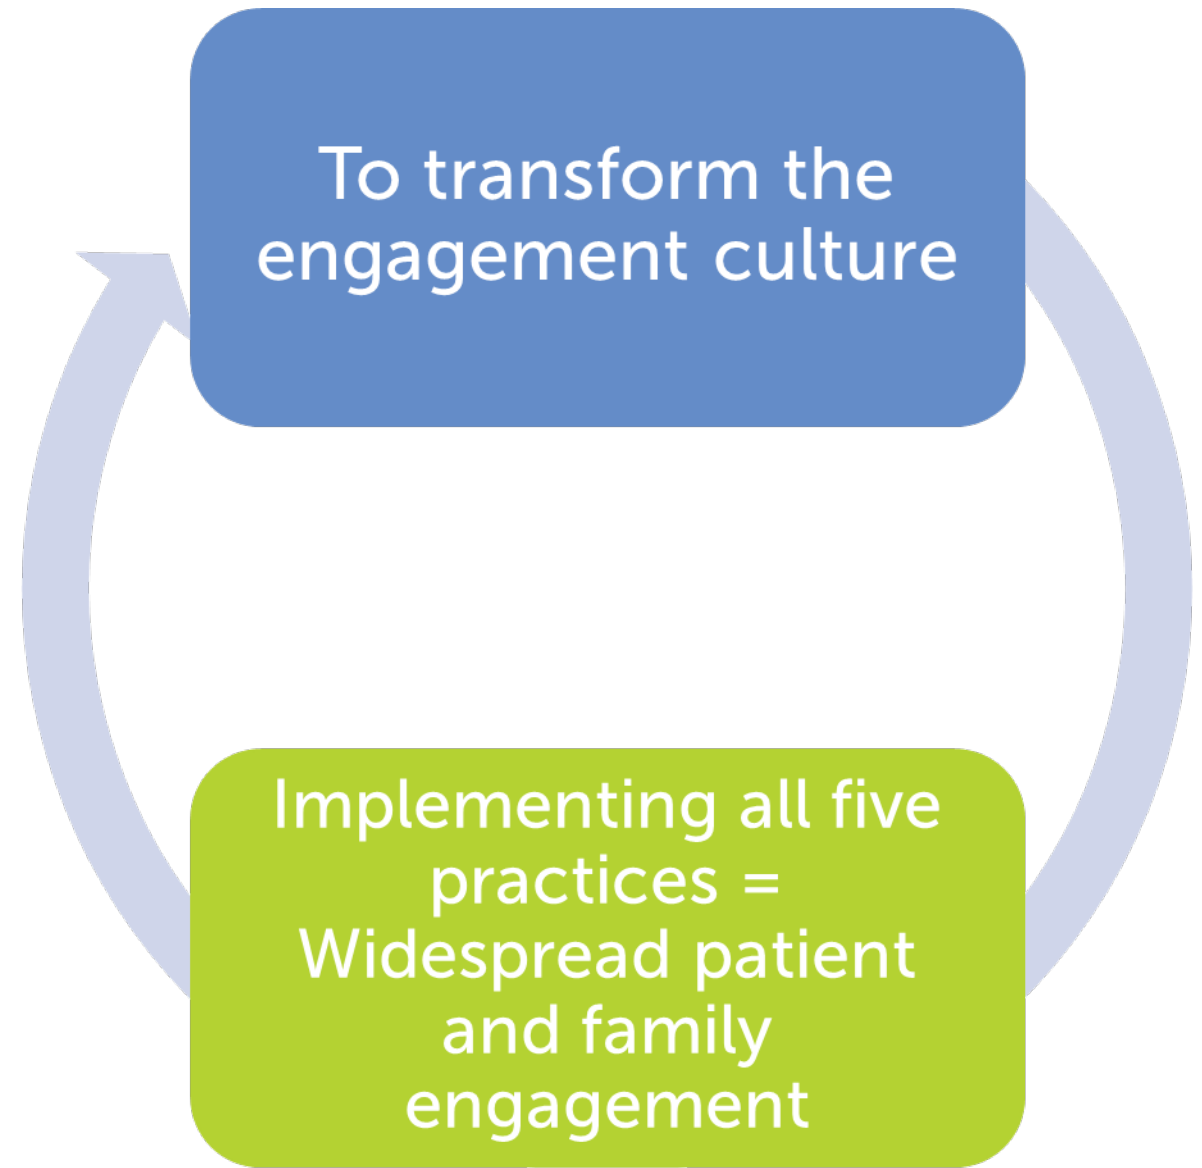 To transform the
engagement culture
Implementing all five
practices =
Widespread patient
and family
engagement